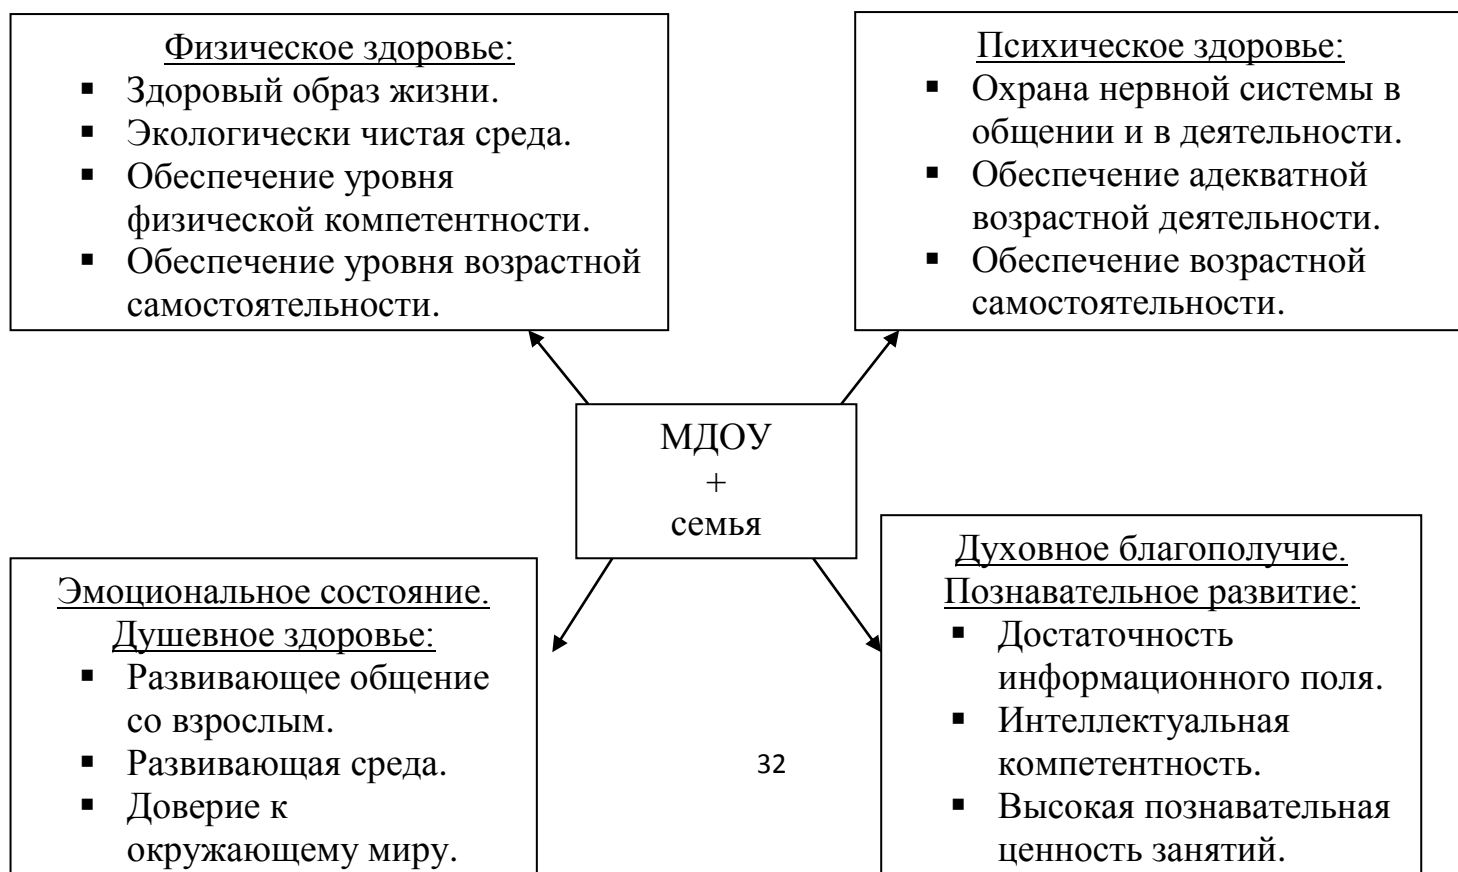 Физическое здоровье:
▪ Здоровый образ жизни.
▪ Экологически чистая среда.
▪ Обеспечение уровня
физической компетентности.
▪ Обеспечение уровня возрастной
самостоятельности.
Психическое здоровье:
▪ Охрана нервной системы в
общении и в деятельности.
▪ Обеспечение адекватной
возрастной деятельности.
▪ Обеспечение возрастной
самостоятельности.
МДОУ
+
семья
Эмоциональное состояние.
Душевное здоровье:
▪ Развивающее общение
со взрослым.
▪ Развивающая среда.
▪ Доверие к
окружающему миру.
Духовное благополучие.
Познавательное развитие:
▪ Достаточность
информационного поля.
▪ Интеллектуальная
компетентность.
▪ Высокая познавательная
ценность занятий.
32